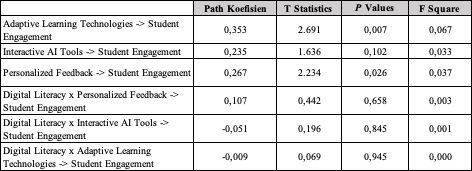 Path Koefisien T Statistics P Values F Square
Adaptive Learning Technologies -> Student
Engagement 0,353 2.691 0,007 0,067
Interactive AI Tools -> Student Engagement 0,235 1.636 0,102 0,033
Personalized Feedback -> Student Engagement 0,267 2.234 0,026 0,037
Digital Literacy x Personalized Feedback ->
Student Engagement 0,107 0,442 0,658 0,003
Digital Literacy x Interactive AI Tools ->
Student Engagement -0,051 0,196 0,845 0,001
Digital Literacy x Adaptive Learning
Technologies -> Student Engagement -0,009 0,069 0,945 0,000